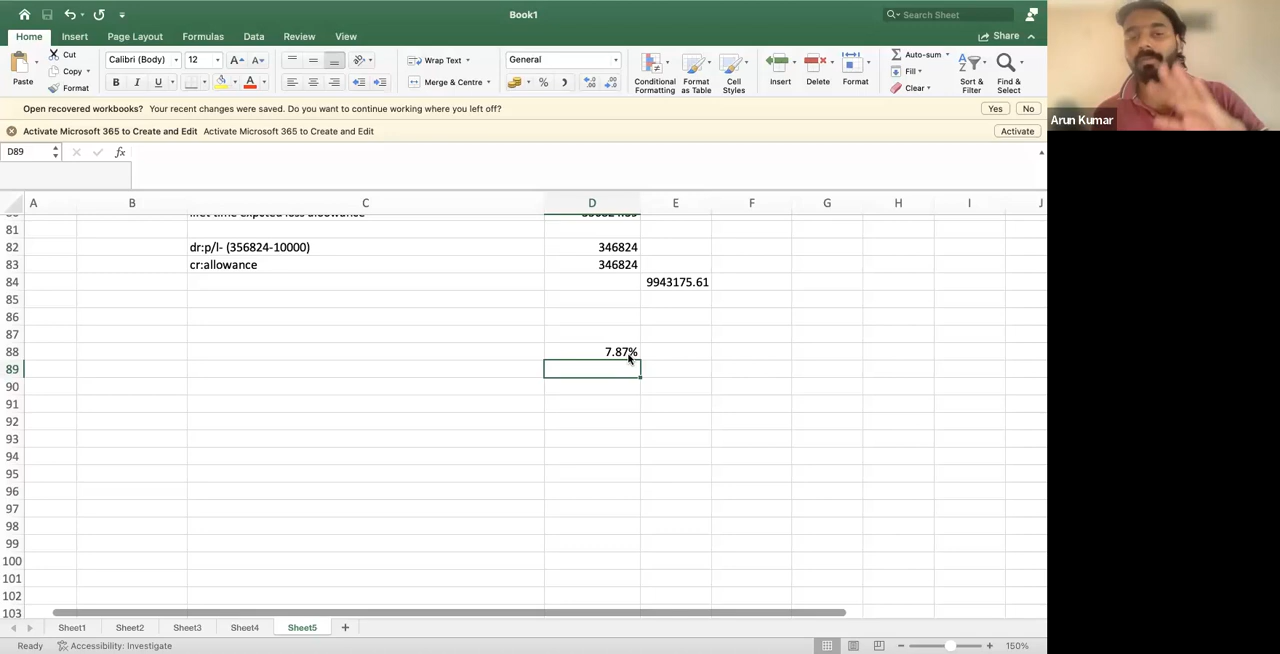 Book1
Search Sheet
Home Insert Page Layout Formulas Data Review View
Share
Paste
Cut
Copy
Format
Calibri (Body) 12
B I U
Wrap Text
Merge & Centre
General
Conditional Formatting
Format as Table
Cell Styles
Insert
Delete
Format
Auto-sum
Fill
Clear
Sort & Filter
Find & Select
Open recovered workbooks? Your recent changes were saved. Do you want to continue working where you left off? Yes No
Activate Microsoft 365 to Create and Edit Activate Microsoft 365 to Create and Edit Activate
Arun Kumar
D89 fx
A B C D E F G H I J
81
82 dr:p/l- (356824-10000) 346824
83 cr:allowance 346824
84 9943175.61
85
86
87
88 7.87%
89
90
91
92
93
94
95
96
97
98
99
100
101
102
103
Sheet1 Sheet2 Sheet3 Sheet4 Sheet5 +
Ready Accessibility: Investigate 150%